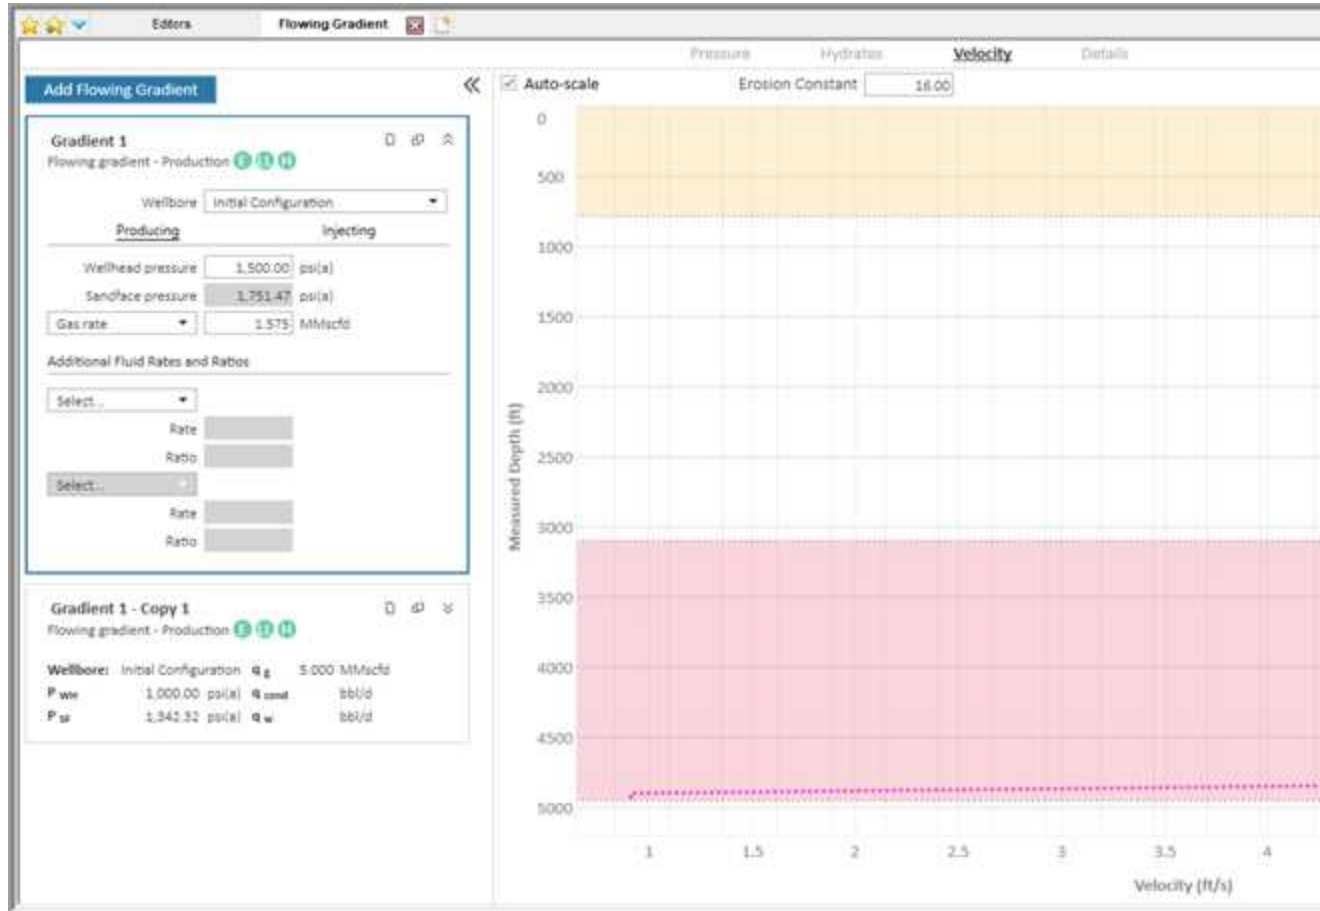 Editors Flowing Gradient
Pressure Hydrates Velocity Details
Add Flowing Gradient
Auto-scale Erosion Constant 16.00
Gradient 1
Flowing gradient - Production
Wellbore Initial Configuration
Producing Injecting
Wellhead pressure 1,500.00 psi(a)
Sandface pressure 1,751.47 psi(a)
Gas rate 1.575 MMscfd
Additional Fluid Rates and Ratios
Select...
Rate
Ratio
Select...
Rate
Ratio
Gradient 1 - Copy 1
Flowing gradient - Production
Wellbore: Initial Configuration q g 5.000 MMscfd
P WH 1,000.00 psi(a) q cond bbl/d
P SF 1,342.32 psi(a) q w bbl/d
Measured Depth (ft)
0
500
1000
1500
2000
2500
3000
3500
4000
4500
5000
1 1.5 2 2.5 3 3.5 4
Velocity (ft/s)